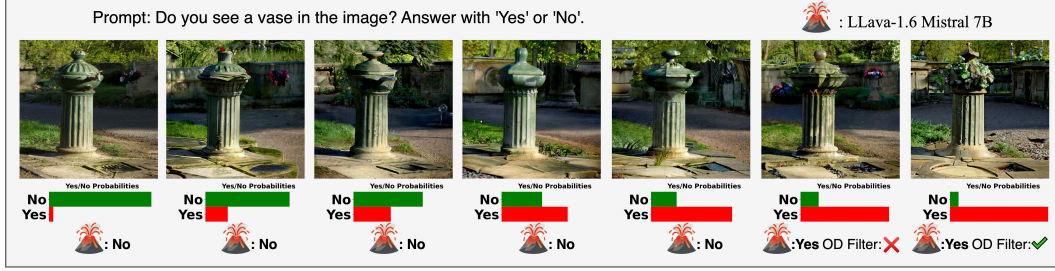 Prompt: Do you see a vase in the image? Answer with 'Yes' or 'No'.
: LLava-1.6 Mistral 7B
Yes/No Probabilities
No
Yes
: No
Yes/No Probabilities
No
Yes
: No
Yes/No Probabilities
No
Yes
: No
Yes/No Probabilities
No
Yes
: No
Yes/No Probabilities
No
Yes
: No
Yes/No Probabilities
No
Yes
:Yes OD Filter:❌
Yes/No Probabilities
No
Yes
:Yes OD Filter:✔